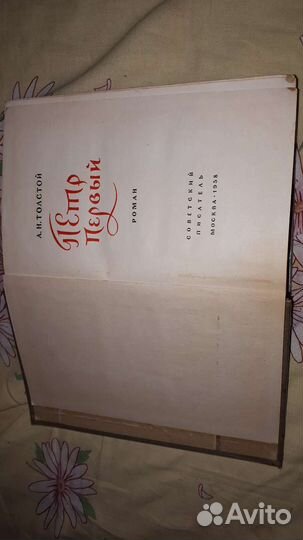 А.Н.ТОЛСТОЙ
ПЕТР
ПЕРВЫЙ
РОМАН
СОВЕТСКИЙ
ПИСАТЕЛЬ
МОСКВА·1958
Avito